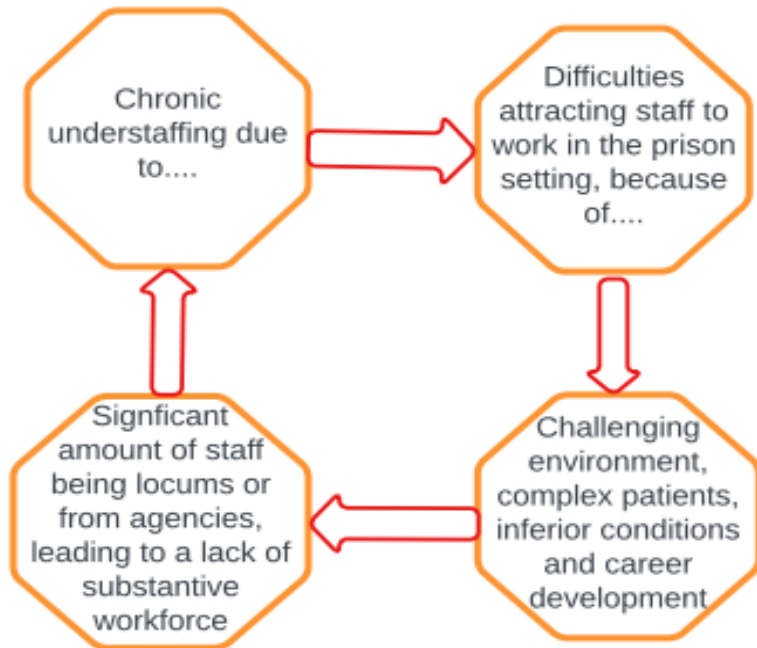 Chronic
understaffing due
to....
Difficulties
attracting staff to
work in the prison
setting, because
of....
Challenging
environment,
complex patients,
inferior conditions
and career
development
Signficant
amount of staff
being locums or
from agencies,
leading to a lack of
substantive
workforce